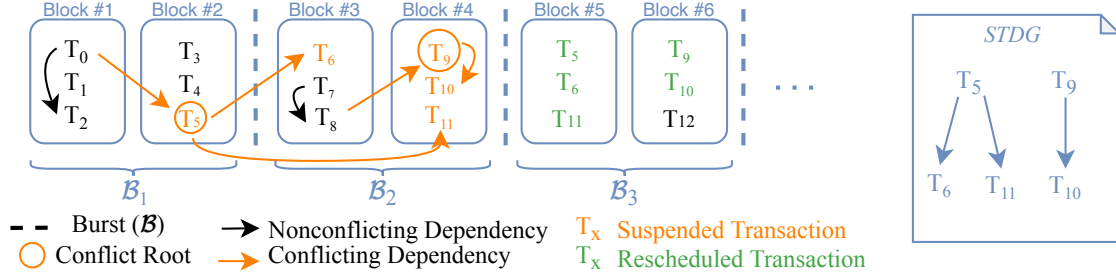 Block #1 Block #2 Block #3 Block #4 Block #5 Block #6
T0 T3 T6 T9 T5 T9
T1 T4 T7 T10 T6 T10
T2 T5 T8 T11 T11 T12
...
B1 B2 B3
STDG
T5 T9
T6 T11 T10
Burst (B) Nonconflicting Dependency Tx Suspended Transaction
Conflict Root Conflicting Dependency Tx Rescheduled Transaction